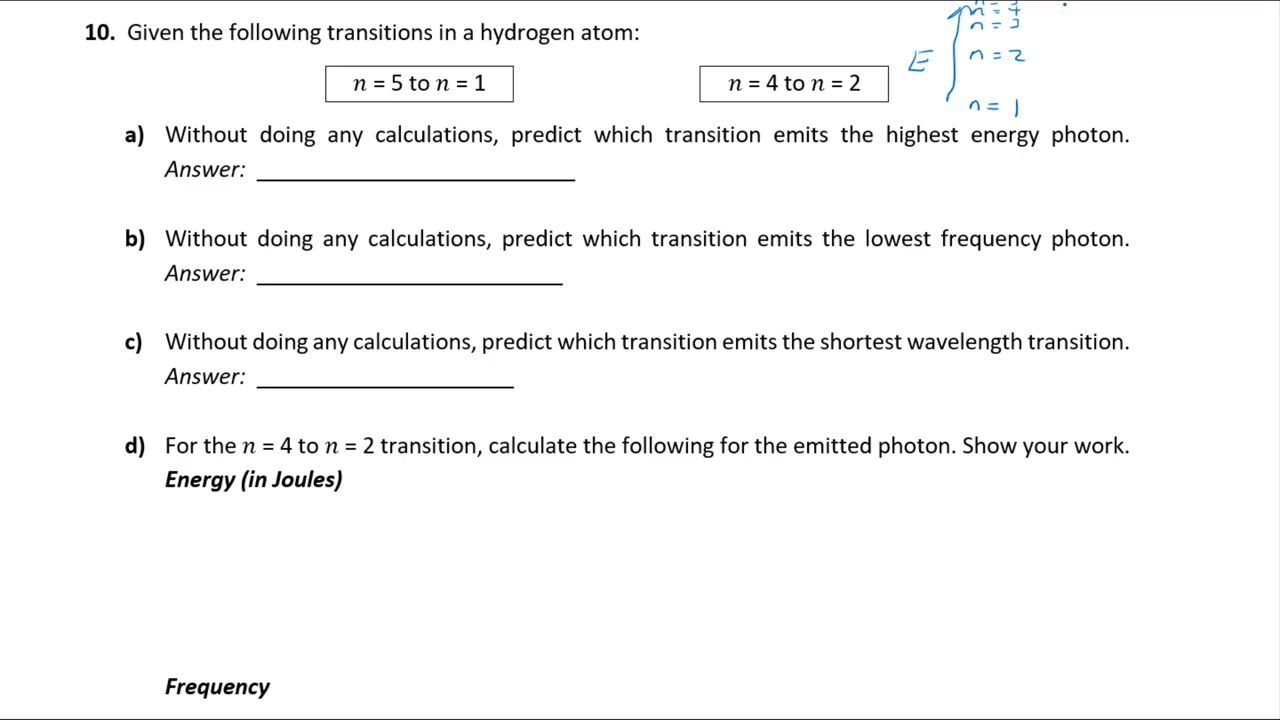 n = 4
n = 3
10. Given the following transitions in a hydrogen atom:
E
n = 2
n = 5 to n = 1
n = 4 to n = 2
n = 1
a) Without doing any calculations, predict which transition emits the highest energy photon.
Answer:
b) Without doing any calculations, predict which transition emits the lowest frequency photon.
Answer:
c) Without doing any calculations, predict which transition emits the shortest wavelength transition.
Answer:
d) For the n = 4 to n = 2 transition, calculate the following for the emitted photon. Show your work.
Energy (in Joules)
Frequency